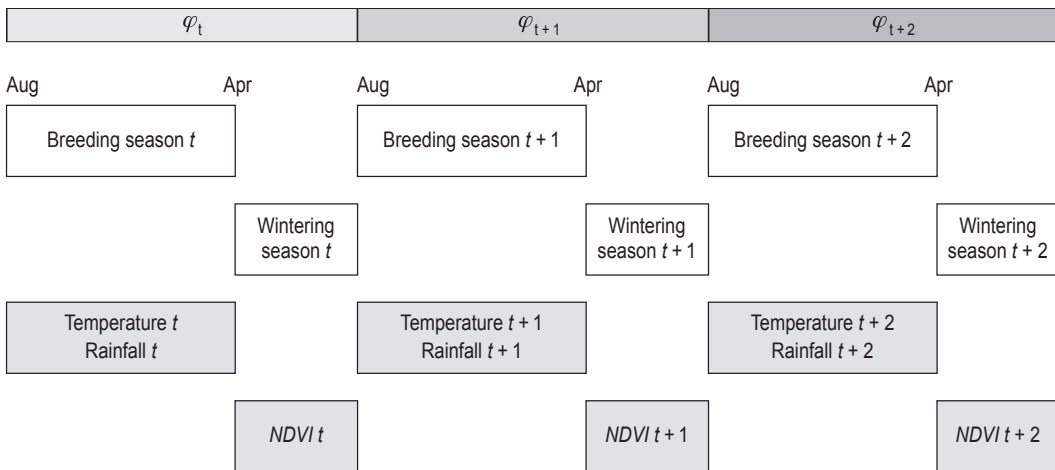 φt φt + 1 φt + 2
Aug Apr Aug Apr Aug Apr
Breeding season t Breeding season t + 1 Breeding season t + 2
Wintering Wintering Wintering
season t season t + 1 season t + 2
Temperature t Temperature t + 1 Temperature t + 2
Rainfall t Rainfall t + 1 Rainfall t + 2
NDVI t NDVI t + 1 NDVI t + 2